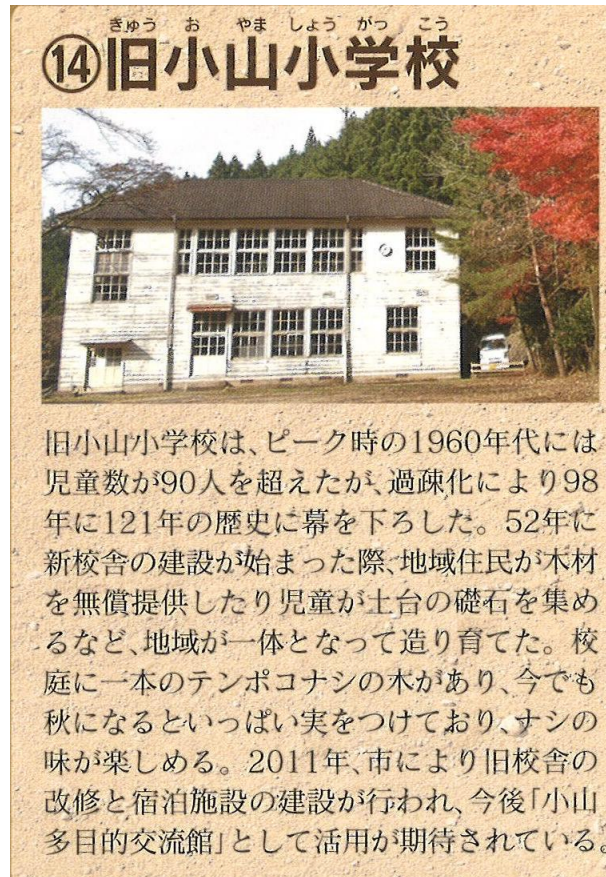 きゅう お やま しょう がっ こう
⑭旧小山小学校
旧小山小学校は、ピーク時の1960年代には
児童数が90人を超えたが、過疎化により98
年に121年の歴史に幕を下ろした。52年に
新校舎の建設が始まった際、地域住民が木材
を無償提供したり児童が土台の礎石を集め
るなど、地域が一体となって造り育てた。校
庭に一本のテンポコナシの木があり、今でも
秋になるといっぱい実をつけており、ナシの
味が楽しめる。2011年、市により旧校舎の
改修と宿泊施設の建設が行われ、今後「小山
多目的交流館」として活用が期待されている。